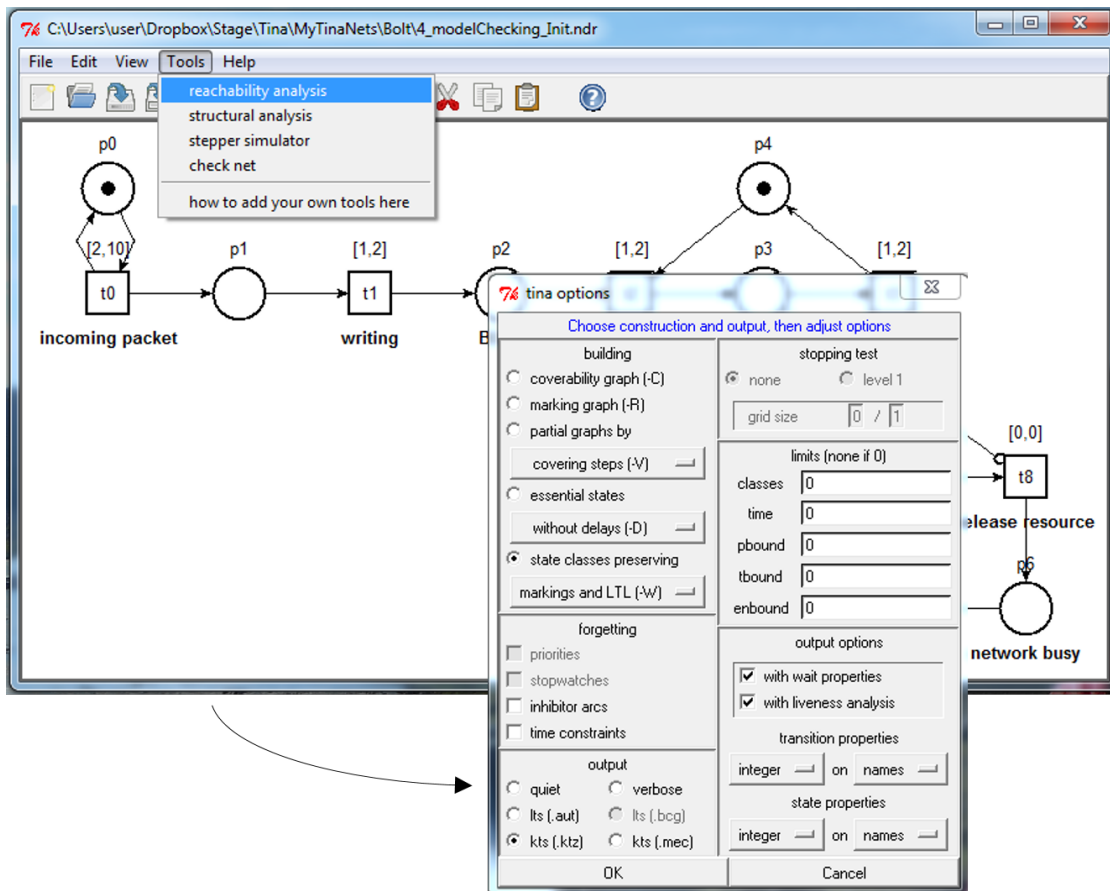 C:\Users\user\Dropbox\Stage\Tina\MyTinaNets\Bolt\4_modelChecking_Init.ndr
File Edit View Tools Help
reachability analysis
structural analysis
stepper simulator
check net
how to add your own tools here
p0
p4
[2,10]
p1
[1,2]
p2
[1,2]
p3
[1,2]
t0
t1
incoming packet
writing
B
tina options
Choose construction and output, then adjust options
building
coverability graph (-C)
marking graph (-R)
partial graphs by
covering steps (-V)
essential states
without delays (-D)
state classes preserving
markings and LTL (-W)
forgetting
priorities
stopwatches
inhibitor arcs
time constraints
output
quiet verbose
lts (.aut) lts (.bcg)
kts (.ktz) kts (.mec)
stopping test
none level 1
grid size 0 / 1
limits (none if 0)
classes 0
time 0
pbound 0
tbound 0
enbound 0
output options
with wait properties
with liveness analysis
transition properties
integer on names
state properties
integer on names
OK Cancel
[0,0]
t8
elease resource
p6
network busy